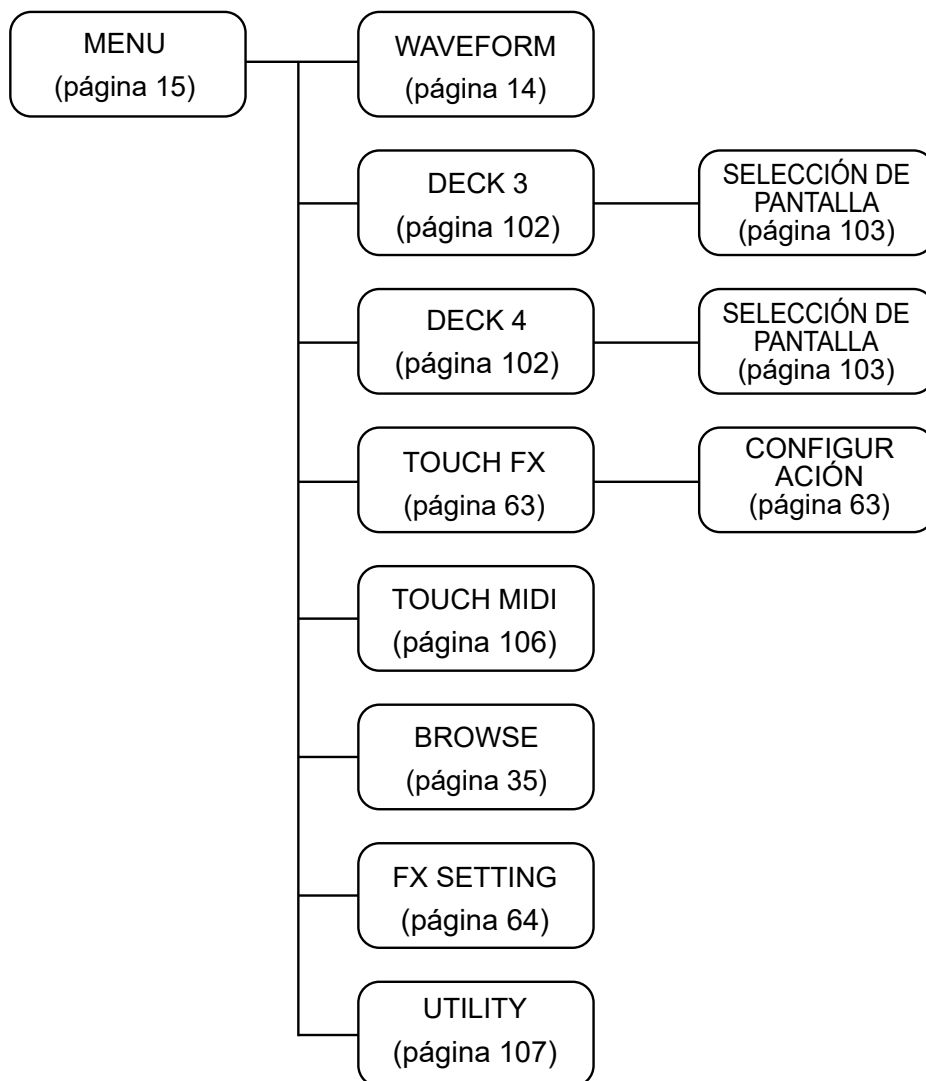 MENU
(página 15)
WAVEFORM
(página 14)
DECK 3
(página 102)
SELECCIÓN DE
PANTALLA
(página 103)
DECK 4
(página 102)
SELECCIÓN DE
PANTALLA
(página 103)
TOUCH FX
(página 63)
CONFIGUR
ACIÓN
(página 63)
TOUCH MIDI
(página 106)
BROWSE
(página 35)
FX SETTING
(página 64)
UTILITY
(página 107)